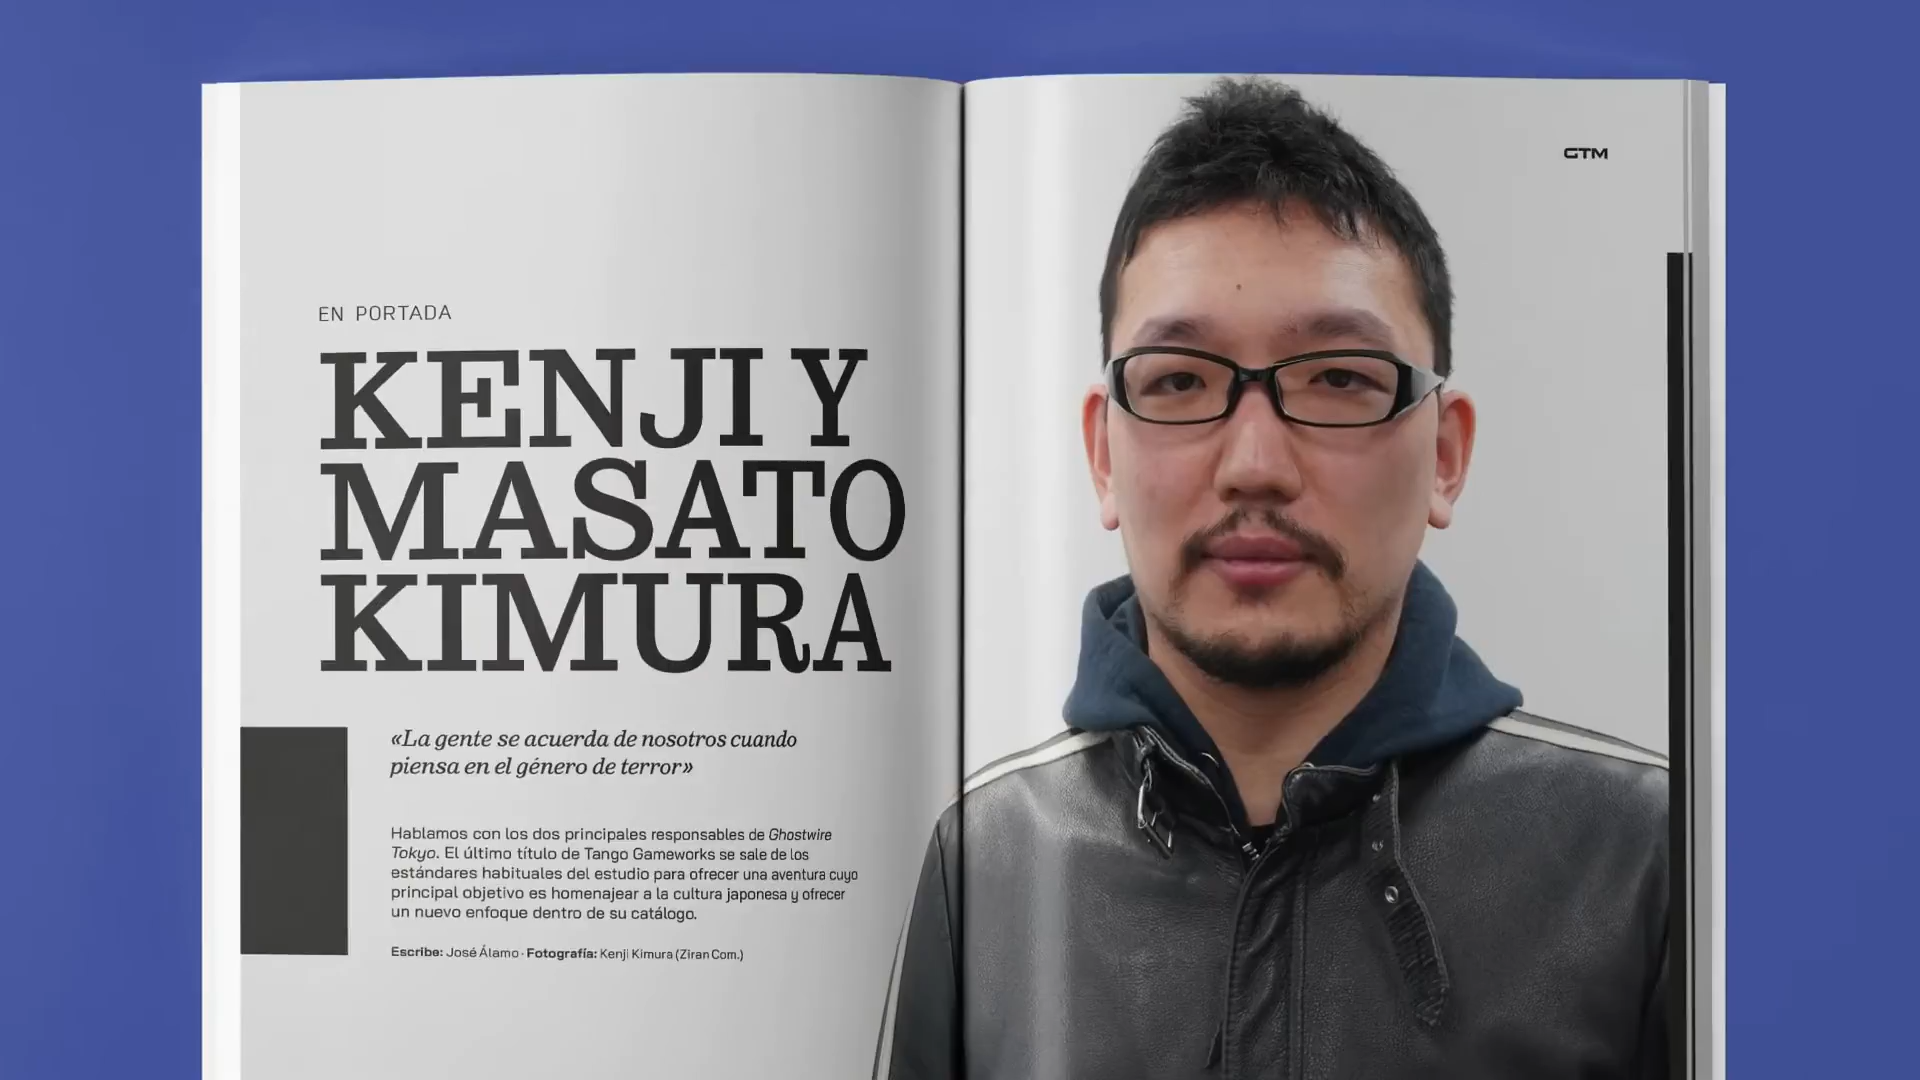 GTM
EN PORTADA
KENJI Y
MASATO
KIMURA
«La gente se acuerda de nosotros cuando
piensa en el género de terror»
Hablamos con los dos principales responsables de Ghostwire
Tokyo. El último título de Tango Gameworks se sale de los
estándares habituales del estudio para ofrecer una aventura cuyo
principal objetivo es homenajear a la cultura japonesa y ofrecer
un nuevo enfoque dentro de su catálogo.
Escribe: José Álamo · Fotografía: Kenji Kimura (Ziran Com.)